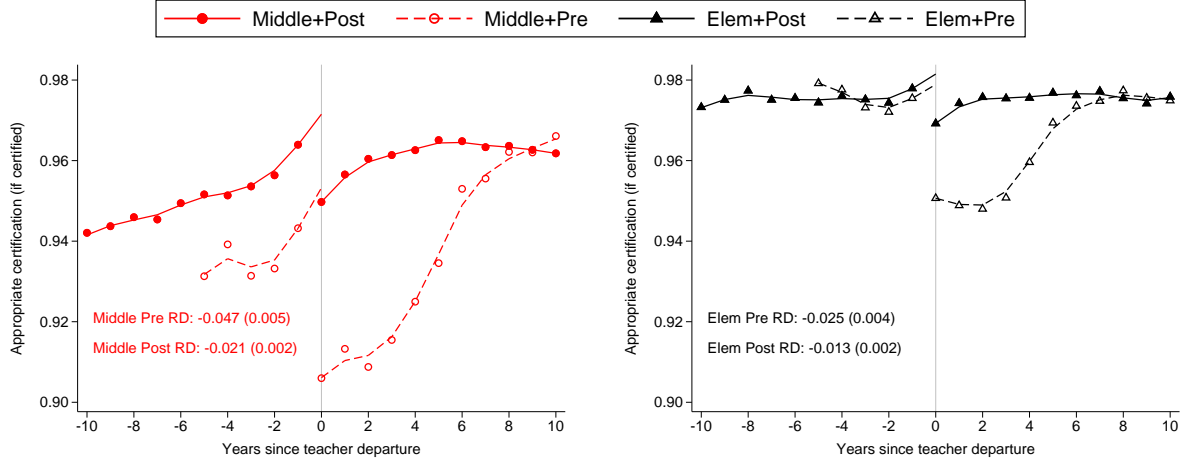 Middle+Post Middle+Pre Elem+Post Elem+Pre
Appropriate certification (if certified)
0.98
0.96
0.94
0.92
0.90
Middle Pre RD: -0.047 (0.005)
Middle Post RD: -0.021 (0.002)
-10 -8 -6 -4 -2 0 2 4 6 8 10
Years since teacher departure
Appropriate certification (if certified)
0.98
0.96
0.94
0.92
0.90
Elem Pre RD: -0.025 (0.004)
Elem Post RD: -0.013 (0.002)
-10 -8 -6 -4 -2 0 2 4 6 8 10
Years since teacher departure